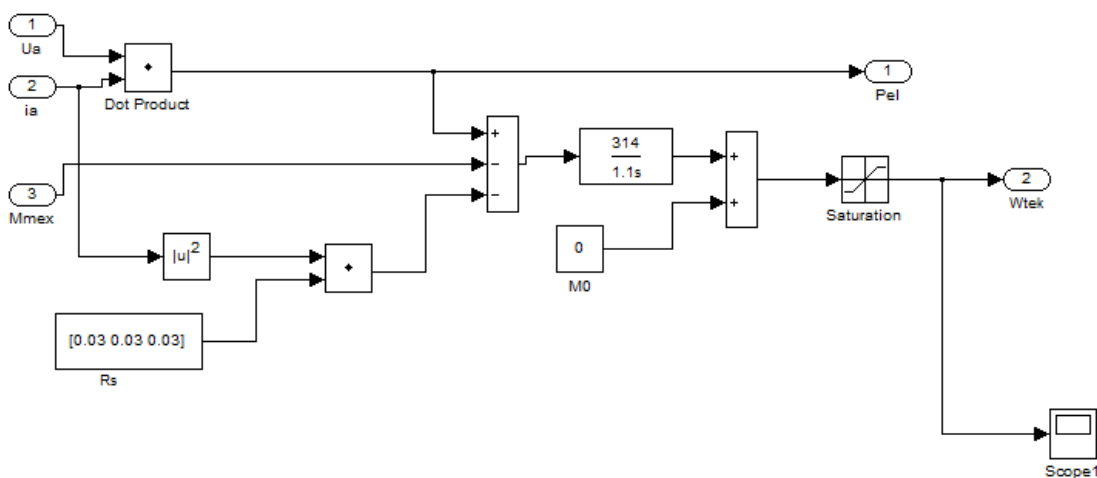 1
Ua
2
ia
Dot Product
1
Pel
+
−
−
314
1.1s
+
+
3
Mmex
Saturation
2
Wtek
|u|2
0
M0
[0.03 0.03 0.03]
Rs
Scope1